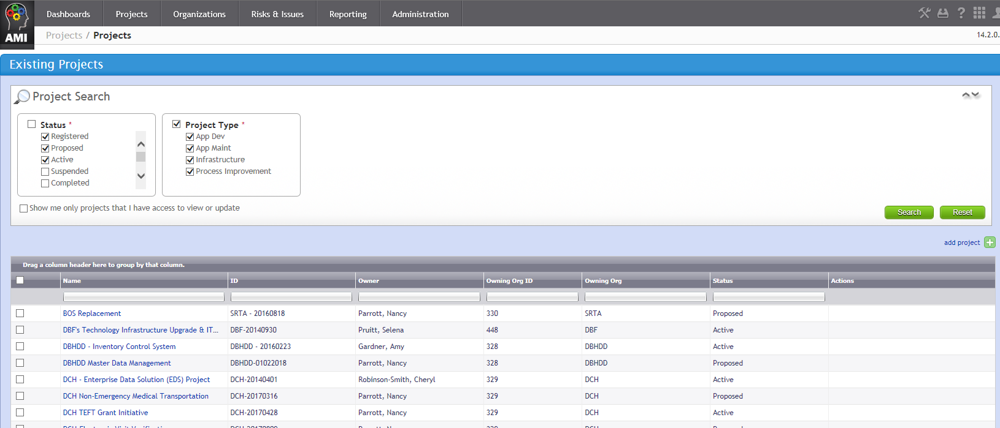 Dashboards Projects Organizations Risks & Issues Reporting Administration ?
AMI
Projects / Projects 14.2.0.
Existing Projects
Project Search
Status * Project Type *
Registered App Dev
Proposed App Maint
Active Infrastructure
Suspended Process Improvement
Completed
Show me only projects that I have access to view or update
Search Reset
add project
Drag a column header here to group by that column.
Name ID Owner Owning Org ID Owning Org Status Actions
BOS Replacement SRTA - 20160818 Parrott, Nancy 330 SRTA Proposed
DBF's Technology Infrastructure Upgrade & IT... DBF-20140930 Pruitt, Selena 448 DBF Active
DBHDD - Inventory Control System DBHDD - 20160223 Gardner, Amy 328 DBHDD Active
DBHDD Master Data Management DBHDD-01022018 Parrott, Nancy 328 DBHDD Proposed
DCH - Enterprise Data Solution (EDS) Project DCH-20140401 Robinson-Smith, Cheryl 329 DCH Active
DCH Non-Emergency Medical Transportation DCH-20170316 Parrott, Nancy 329 DCH Proposed
DCH TEFT Grant Initiative DCH-20170428 Parrott, Nancy 329 DCH Active